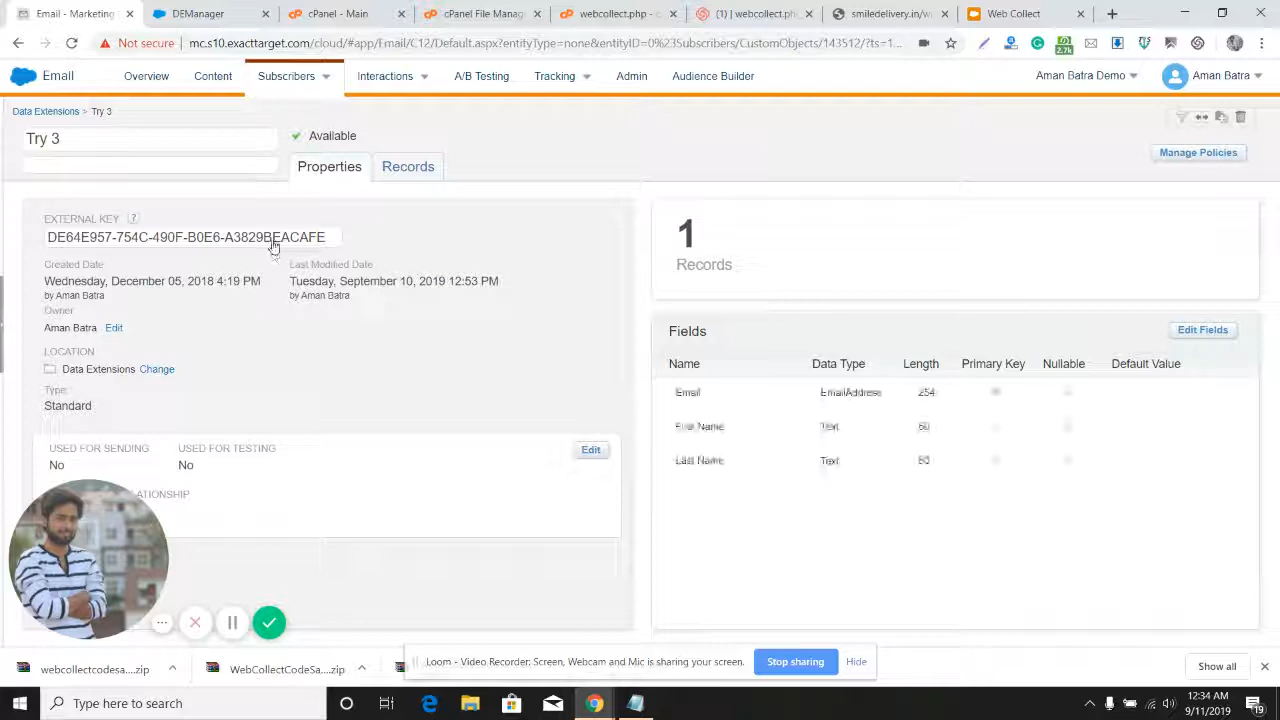 Email - Marketing
DEManager
cPanel - Main
cPanel File Mana
webcollect.php - c
(1) | webcollect.ph
smiledelivery.in/w
Web Collect
Not secure
mc.s10.exacttarget.com/cloud/#app/Email/C12/Default.aspx?entityType=none&entityID=0%23Subscribers/CustomObjects/143512/?ts=1...
2.7k
Email
Overview
Content
Subscribers
Interactions
A/B Testing
Tracking
Admin
Audience Builder
Aman Batra Demo
Aman Batra
Data Extensions > Try 3
Try 3
Available
Properties
Records
Manage Policies
EXTERNAL KEY ?
DE64E957-754C-490F-B0E6-A3829BEACAFE
Created Date
Last Modified Date
Wednesday, December 05, 2018 4:19 PM
Tuesday, September 10, 2019 12:53 PM
by Aman Batra
by Aman Batra
Owner
Aman Batra Edit
LOCATION
Data Extensions Change
Type:
Standard
USED FOR SENDING
USED FOR TESTING
Edit
No
No
ATIONSHIP
1
Records
Fields
Edit Fields
Name
Data Type
Length
Primary Key
Nullable
Default Value
Email
EmailAddress
254
First Name
Text
Last Name
Text
Loom - Video Recorder: Screen, Webcam and Mic is sharing your screen.
Stop sharing
Hide
webcollectcodesa....zip
WebCollectCodeSa....zip
Show all
Type here to search
12:34 AM
9/11/2019
19